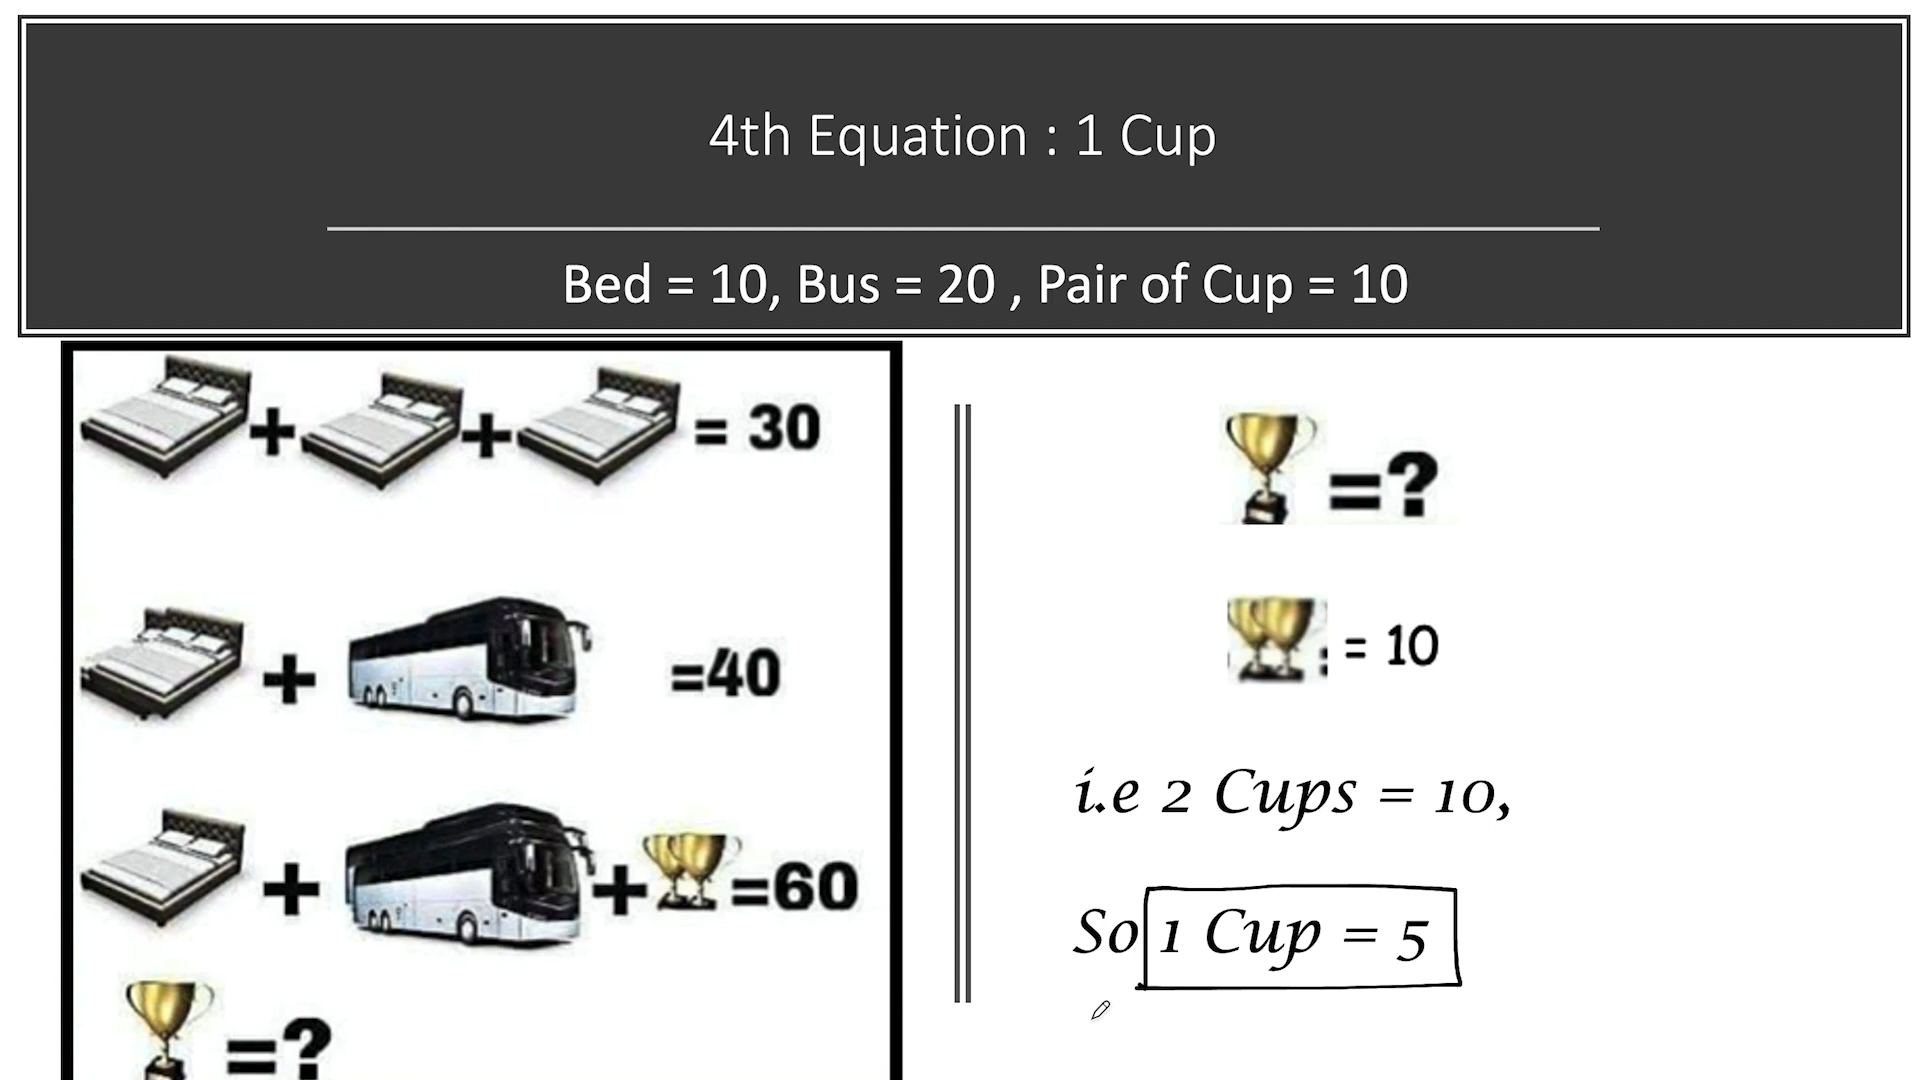 4th Equation : 1 Cup
Bed = 10, Bus = 20 , Pair of Cup = 10
+ + = 30
+ =40
+ + =60
=?
=?
= 10
i.e 2 Cups = 10,
So 1 Cup = 5